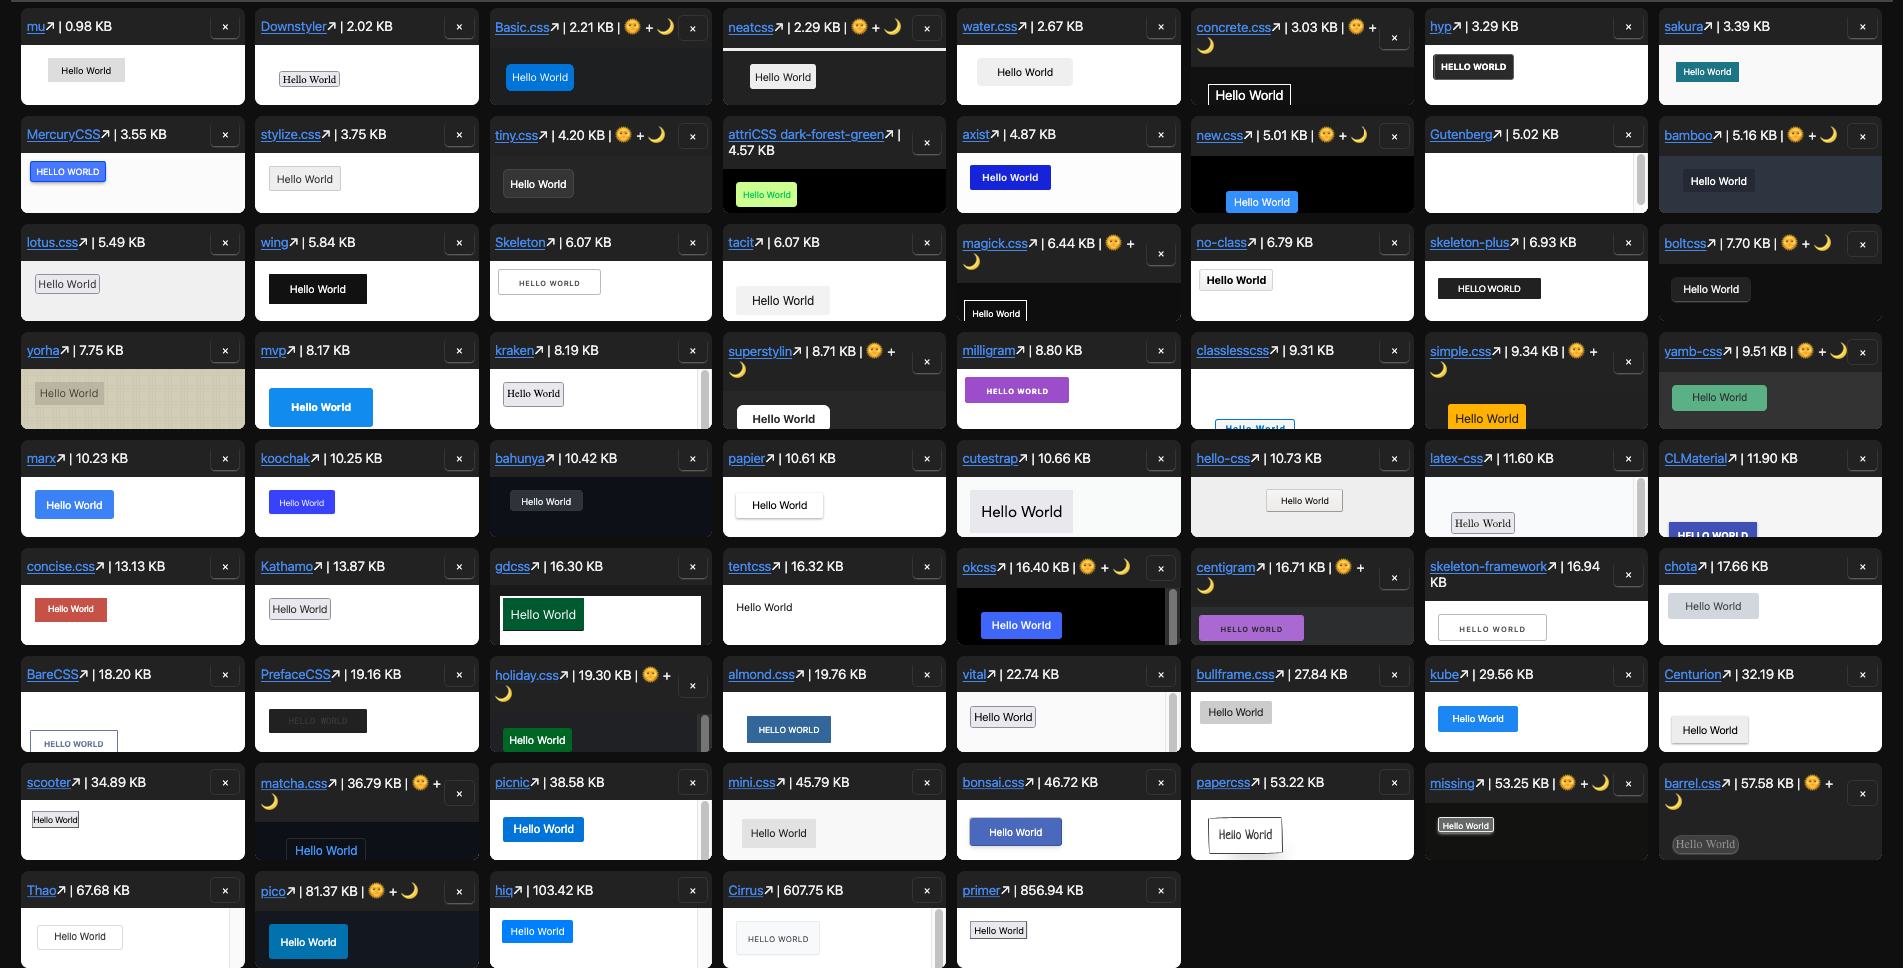 mu↗ | 0.98 KB ×
Hello World
Downstyler↗ | 2.02 KB ×
Hello World
Basic.css↗ | 2.21 KB | 🌞 + 🌙 ×
Hello World
neatcss↗ | 2.29 KB | 🌞 + 🌙 ×
Hello World
water.css↗ | 2.67 KB ×
Hello World
concrete.css↗ | 3.03 KB | 🌞 +
🌙 ×
Hello World
hyp↗ | 3.29 KB ×
HELLO WORLD
sakura↗ | 3.39 KB ×
Hello World
MercuryCSS↗ | 3.55 KB ×
HELLO WORLD
stylize.css↗ | 3.75 KB ×
Hello World
tiny.css↗ | 4.20 KB | 🌞 + 🌙 ×
Hello World
attriCSS dark-forest-green↗ |
4.57 KB ×
Hello World
axist↗ | 4.87 KB ×
Hello World
new.css↗ | 5.01 KB | 🌞 + 🌙 ×
Hello World
Gutenberg↗ | 5.02 KB ×
bamboo↗ | 5.16 KB | 🌞 + 🌙 ×
Hello World
lotus.css↗ | 5.49 KB ×
Hello World
wing↗ | 5.84 KB ×
Hello World
Skeleton↗ | 6.07 KB ×
HELLO WORLD
tacit↗ | 6.07 KB ×
Hello World
magick.css↗ | 6.44 KB | 🌞 +
🌙 ×
Hello World
no-class↗ | 6.79 KB ×
Hello World
skeleton-plus↗ | 6.93 KB ×
HELLO WORLD
boltcss↗ | 7.70 KB | 🌞 + 🌙 ×
Hello World
yorha↗ | 7.75 KB ×
Hello World
mvp↗ | 8.17 KB ×
Hello World
kraken↗ | 8.19 KB ×
Hello World
superstylin↗ | 8.71 KB | 🌞 +
🌙 ×
Hello World
milligram↗ | 8.80 KB ×
HELLO WORLD
classlesscss↗ | 9.31 KB ×
Hello World
simple.css↗ | 9.34 KB | 🌞 +
🌙 ×
Hello World
yamb-css↗ | 9.51 KB | 🌞 + 🌙 ×
Hello World
marx↗ | 10.23 KB ×
Hello World
koochak↗ | 10.25 KB ×
Hello World
bahunya↗ | 10.42 KB ×
Hello World
papier↗ | 10.61 KB ×
Hello World
cutestrap↗ | 10.66 KB ×
Hello World
hello-css↗ | 10.73 KB ×
Hello World
latex-css↗ | 11.60 KB ×
Hello World
CLMaterial↗ | 11.90 KB ×
HELLO WORLD
concise.css↗ | 13.13 KB ×
Hello World
Kathamo↗ | 13.87 KB ×
Hello World
gdcss↗ | 16.30 KB ×
Hello World
tentcss↗ | 16.32 KB ×
Hello World
okcss↗ | 16.40 KB | 🌞 + 🌙 ×
Hello World
centigram↗ | 16.71 KB | 🌞 +
🌙 ×
HELLO WORLD
skeleton-framework↗ | 16.94
KB ×
HELLO WORLD
chota↗ | 17.66 KB ×
Hello World
BareCSS↗ | 18.20 KB ×
HELLO WORLD
PrefaceCSS↗ | 19.16 KB ×
HELLO WORLD
holiday.css↗ | 19.30 KB | 🌞 +
🌙 ×
Hello World
almond.css↗ | 19.76 KB ×
HELLO WORLD
vital↗ | 22.74 KB ×
Hello World
bullframe.css↗ | 27.84 KB ×
Hello World
kube↗ | 29.56 KB ×
Hello World
Centurion↗ | 32.19 KB ×
Hello World
scooter↗ | 34.89 KB ×
Hello World
matcha.css↗ | 36.79 KB | 🌞 +
🌙 ×
Hello World
picnic↗ | 38.58 KB ×
Hello World
mini.css↗ | 45.79 KB ×
Hello World
bonsai.css↗ | 46.72 KB ×
Hello World
papercss↗ | 53.22 KB ×
Hello World
missing↗ | 53.25 KB | 🌞 + 🌙 ×
Hello World
barrel.css↗ | 57.58 KB | 🌞 +
🌙 ×
Hello World
Thao↗ | 67.68 KB ×
Hello World
pico↗ | 81.37 KB | 🌞 + 🌙 ×
Hello World
hiq↗ | 103.42 KB ×
Hello World
Cirrus↗ | 607.75 KB ×
HELLO WORLD
primer↗ | 856.94 KB ×
Hello World